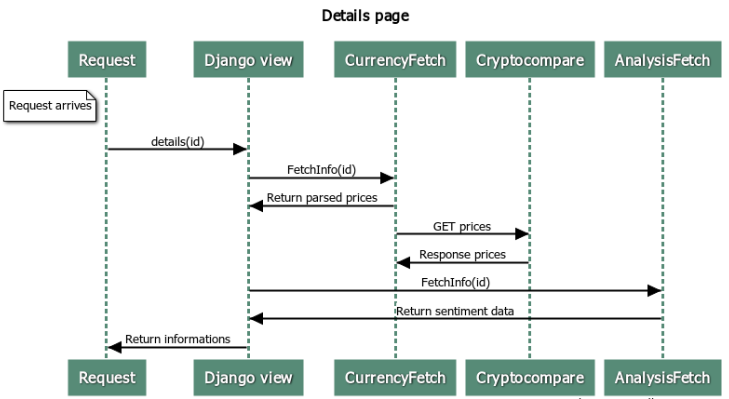 Details page
Request Django view CurrencyFetch Cryptocompare AnalysisFetch
Request arrives
details(id)
FetchInfo(id)
Return parsed prices
GET prices
Response prices
FetchInfo(id)
Return sentiment data
Return informations
Request Django view CurrencyFetch Cryptocompare AnalysisFetch